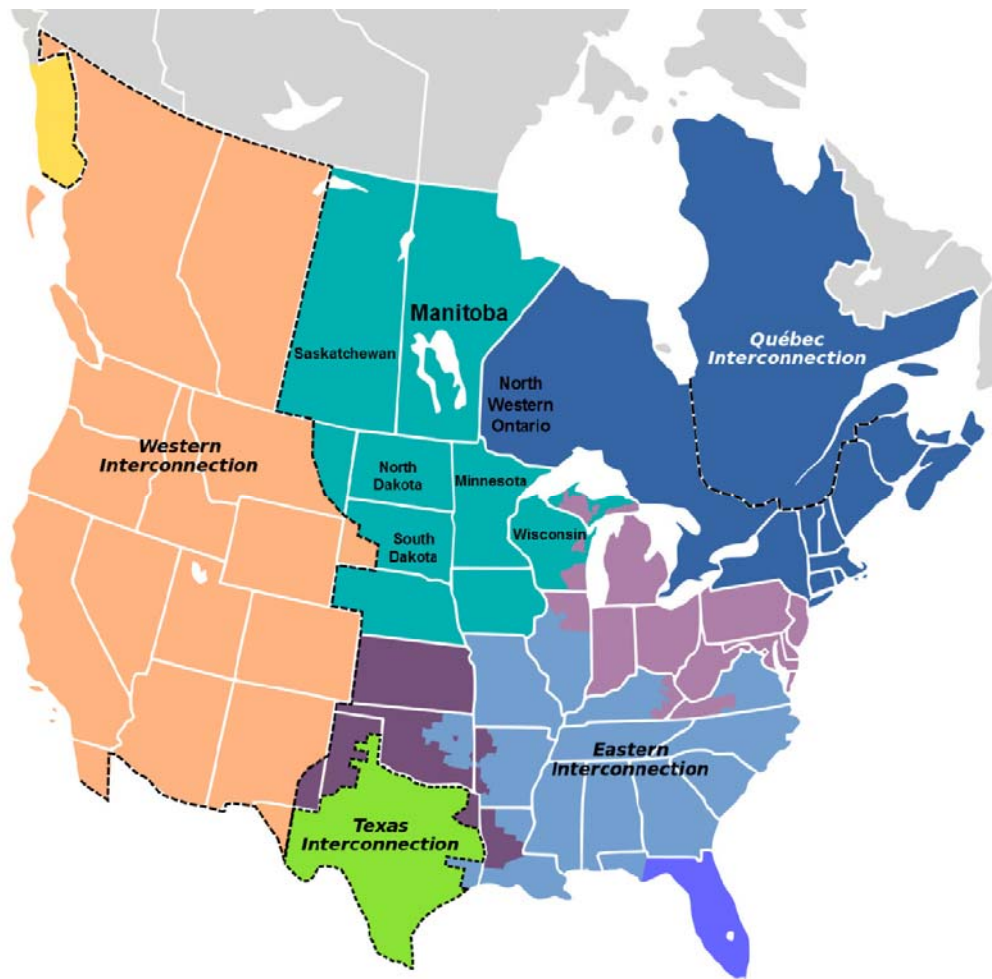 Manitoba
Saskatchewan
Québec
Interconnection
North
Western
Ontario
Western
Interconnection
North
Dakota
Minnesota
South
Dakota
Wisconsin
Eastern
Interconnection
Texas
Interconnection